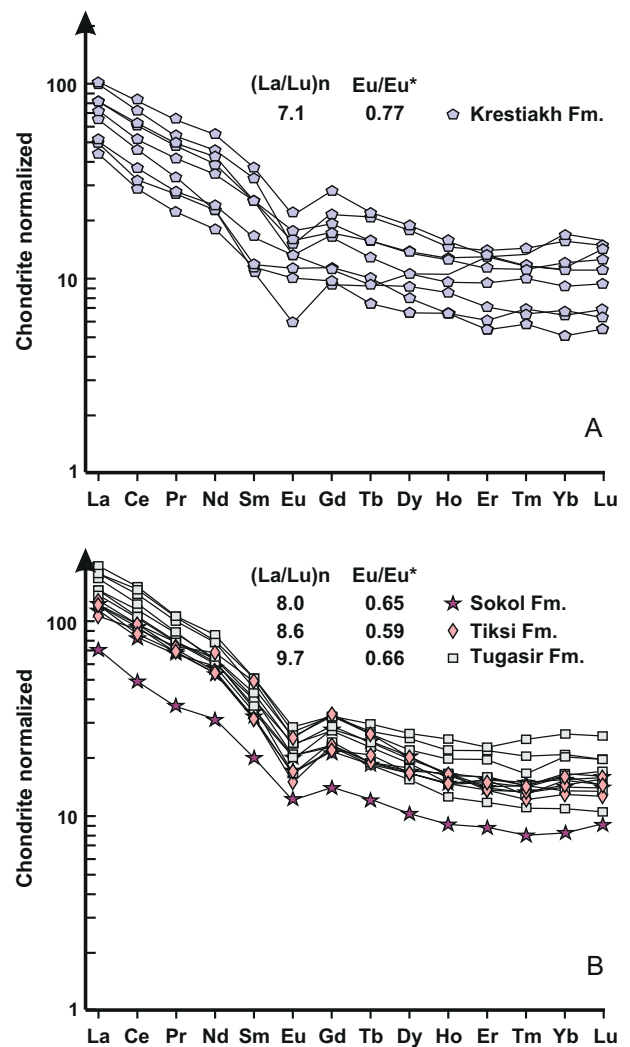 100
10
1
Chondrite normalized
(La/Lu)n Eu/Eu*
7.1 0.77 Krestiakh Fm.
A
La Ce Pr Nd Sm Eu Gd Tb Dy Ho Er Tm Yb Lu
100
10
1
Chondrite normalized
(La/Lu)n Eu/Eu*
8.0 0.65 Sokol Fm.
8.6 0.59 Tiksi Fm.
9.7 0.66 Tugasir Fm.
B
La Ce Pr Nd Sm Eu Gd Tb Dy Ho Er Tm Yb Lu